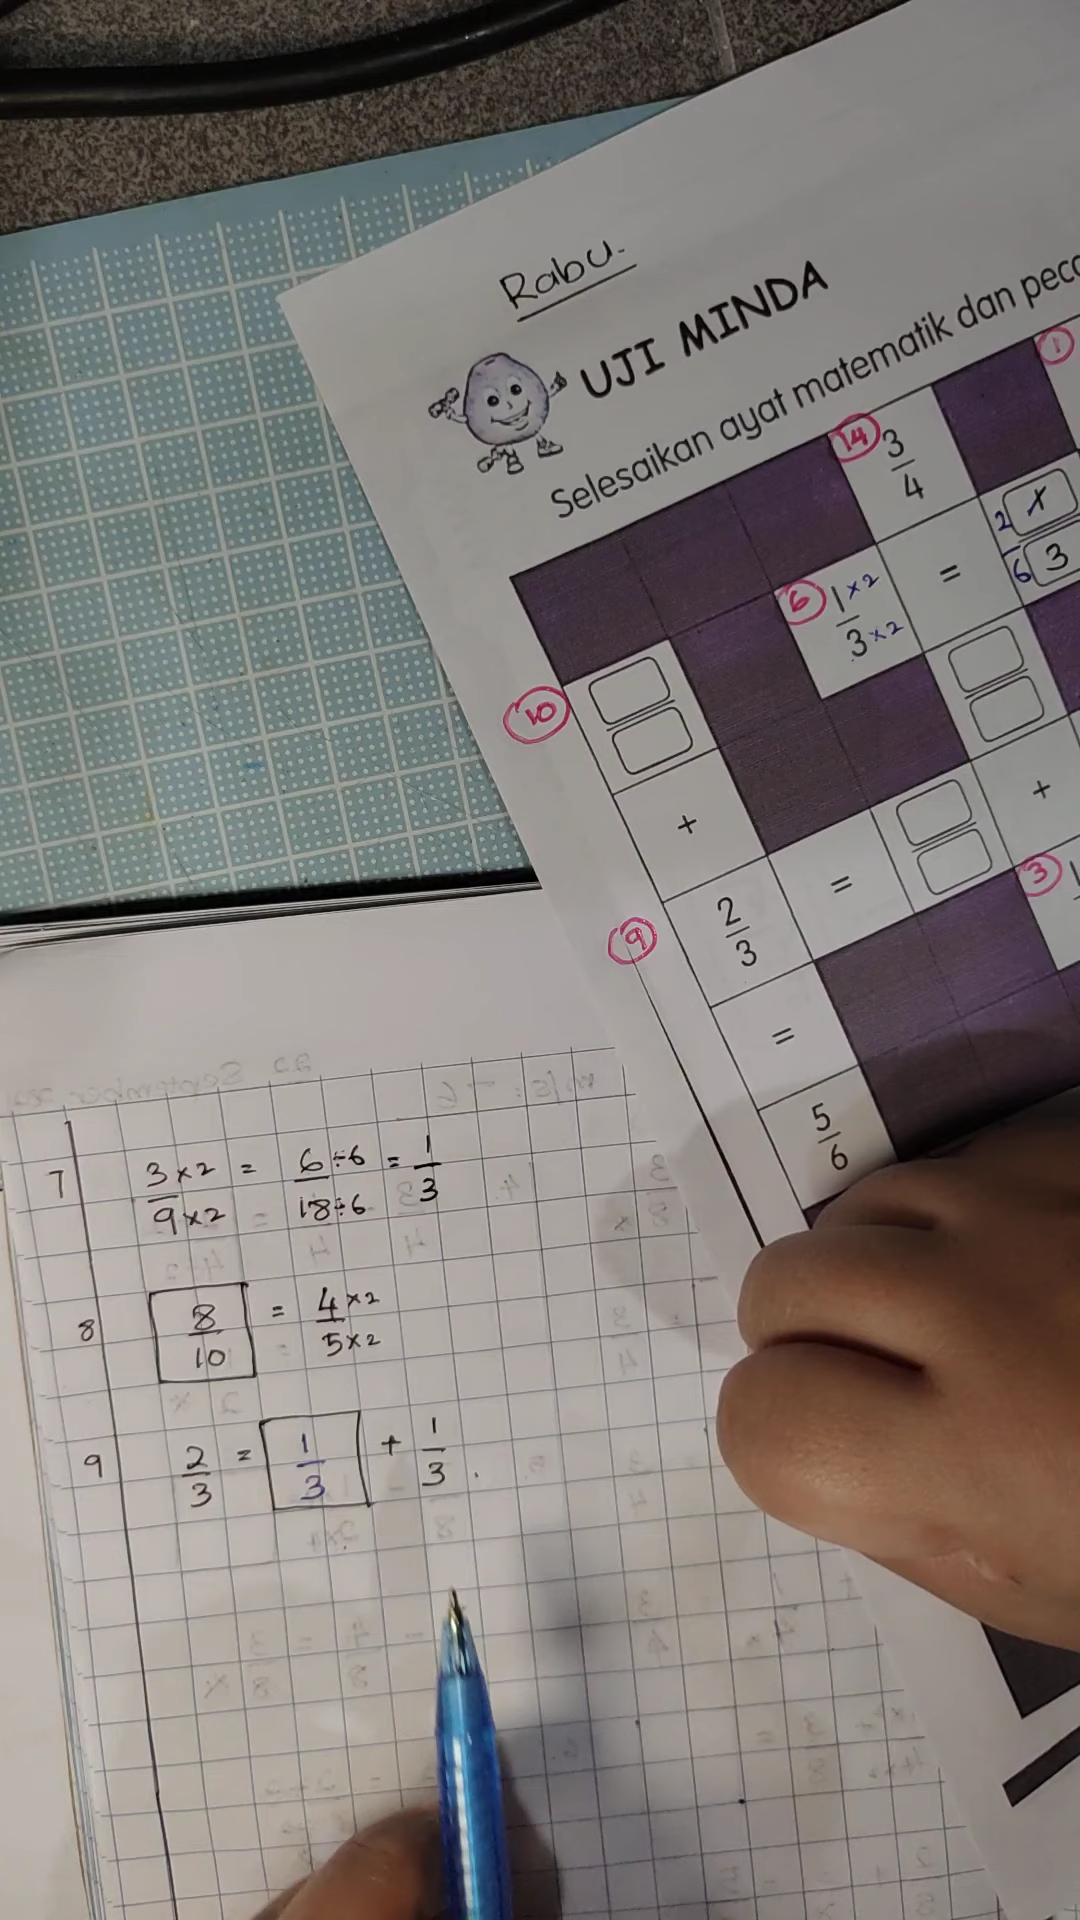 Rabu.
UJI MINDA
Selesaikan ayat matematik dan
1
14
3/4
6
1×2/3×2
=
2 1
6 3
10
+
+
9
2/3
=
3
=
5/6
7 3×2/9×2 = 6÷6/18÷6 = 1/3
8 8/10 = 4×2/5×2
9 2/3 = 1/3 + 1/3 .